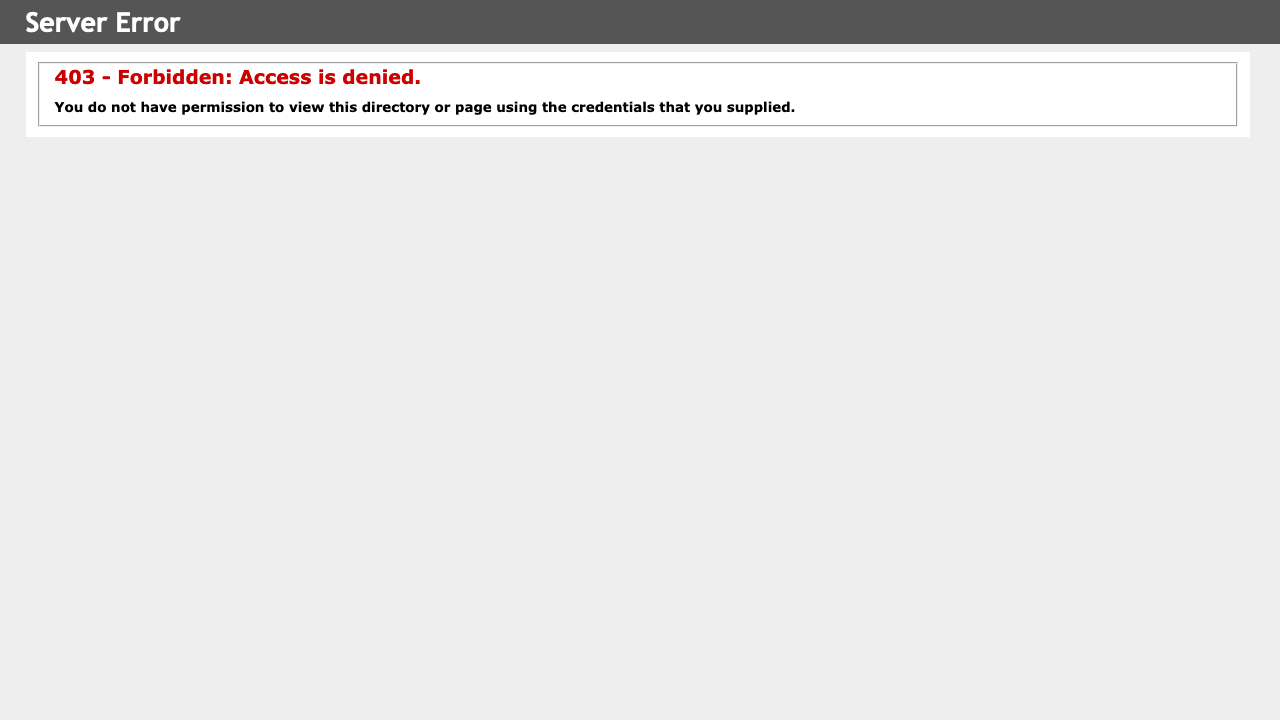 Server Error
403 - Forbidden: Access is denied.
You do not have permission to view this directory or page using the credentials that you supplied.